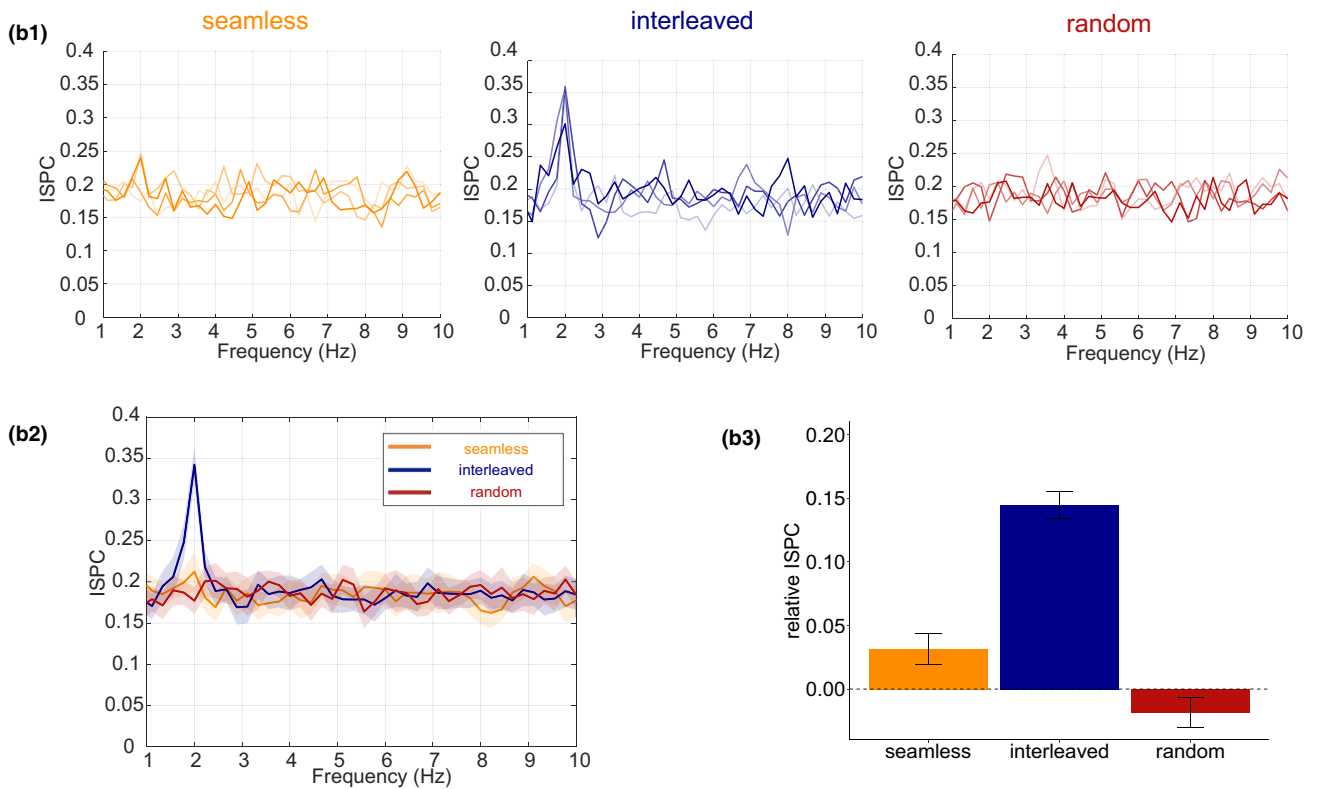 (b1)
seamless
interleaved
random
0.4
0.35
0.3
0.25
0.2
0.15
0.1
0.05
0
ISPC
1 2 3 4 5 6 7 8 9 10
Frequency (Hz)
0.4
0.35
0.3
0.25
0.2
0.15
0.1
0.05
0
ISPC
1 2 3 4 5 6 7 8 9 10
Frequency (Hz)
0.4
0.35
0.3
0.25
0.2
0.15
0.1
0.05
0
ISPC
1 2 3 4 5 6 7 8 9 10
Frequency (Hz)
(b2)
0.4
0.35
0.3
0.25
0.2
0.15
0.1
0.05
0
ISPC
seamless
interleaved
random
1 2 3 4 5 6 7 8 9 10
Frequency (Hz)
(b3)
0.20
0.15
0.10
0.05
0.00
relative ISPC
seamless interleaved random